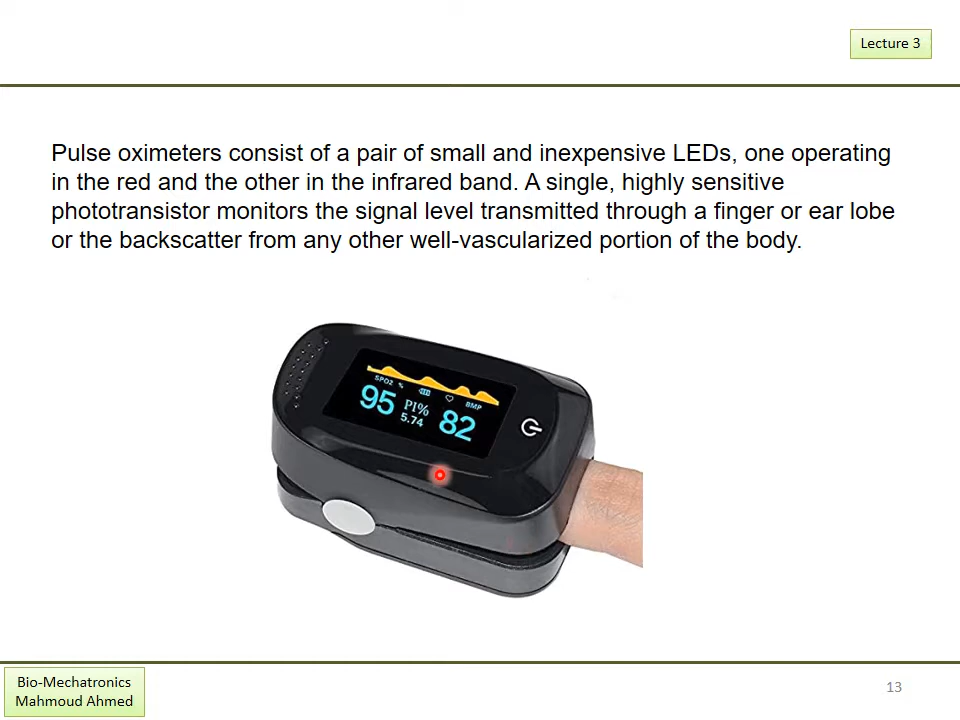 Lecture 3
Pulse oximeters consist of a pair of small and inexpensive LEDs, one operating
in the red and the other in the infrared band. A single, highly sensitive
phototransistor monitors the signal level transmitted through a finger or ear lobe
or the backscatter from any other well-vascularized portion of the body.
SPO2 %
BMP
95
PI%
5.74
82
Bio-Mechatronics
Mahmoud Ahmed
13